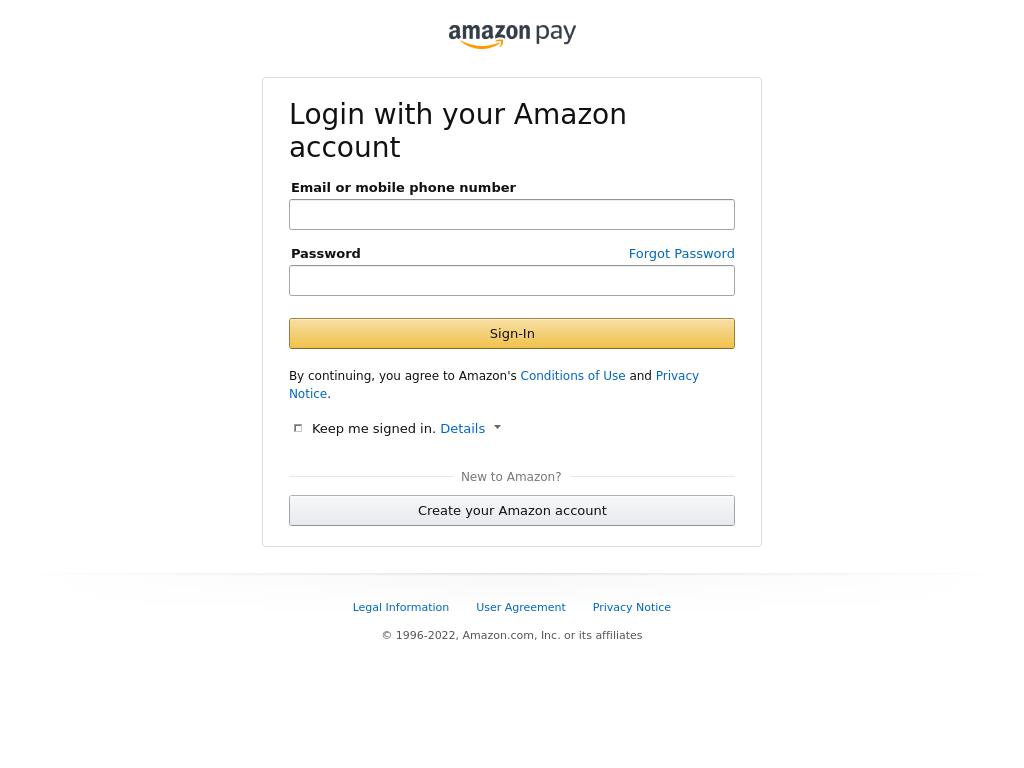 amazon pay
Login with your Amazon
account
Email or mobile phone number
Password Forgot Password
Sign-In
By continuing, you agree to Amazon's Conditions of Use and Privacy
Notice.
Keep me signed in. Details
New to Amazon?
Create your Amazon account
Legal Information User Agreement Privacy Notice
© 1996-2022, Amazon.com, Inc. or its affiliates